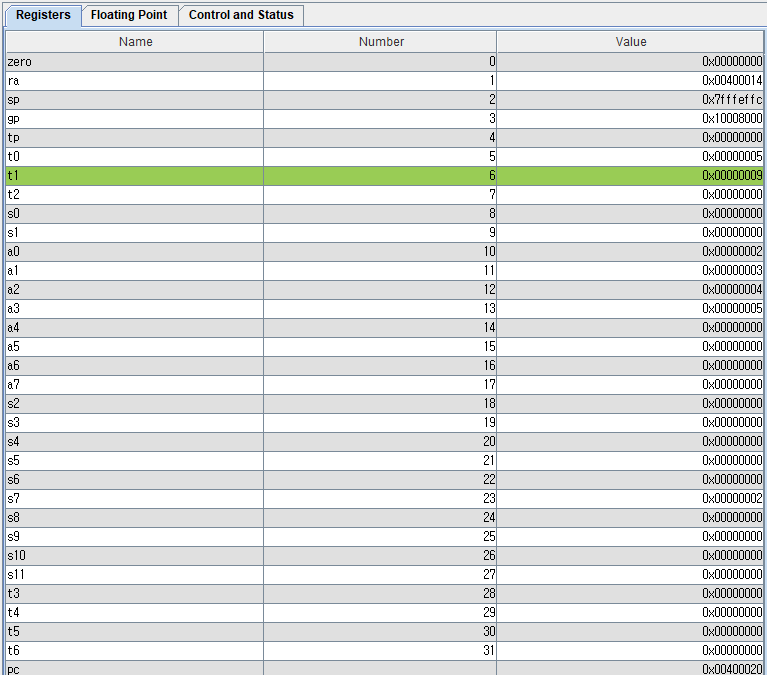 Registers Floating Point Control and Status
Name Number Value
zero 0 0x00000000
ra 1 0x00400014
sp 2 0x7fffeffc
gp 3 0x10008000
tp 4 0x00000000
t0 5 0x00000005
t1 6 0x00000009
t2 7 0x00000000
s0 8 0x00000000
s1 9 0x00000000
a0 10 0x00000002
a1 11 0x00000003
a2 12 0x00000004
a3 13 0x00000005
a4 14 0x00000000
a5 15 0x00000000
a6 16 0x00000000
a7 17 0x00000000
s2 18 0x00000000
s3 19 0x00000000
s4 20 0x00000000
s5 21 0x00000000
s6 22 0x00000000
s7 23 0x00000002
s8 24 0x00000000
s9 25 0x00000000
s10 26 0x00000000
s11 27 0x00000000
t3 28 0x00000000
t4 29 0x00000000
t5 30 0x00000000
t6 31 0x00000000
pc 0x00400020